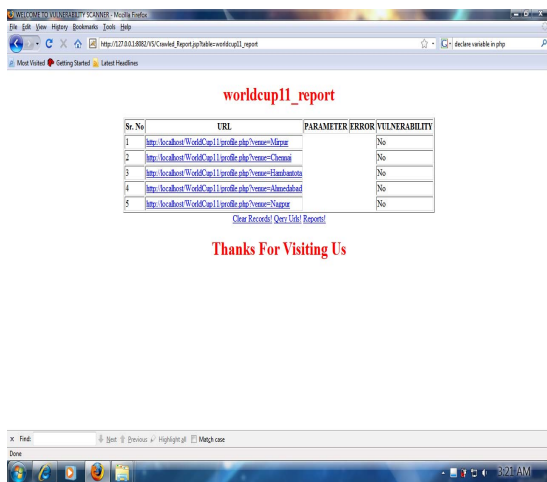 WELCOME TO VULNERABILITY SCANNER - Mozilla Firefox
File Edit View History Bookmarks Tools Help
http://127.0.0.1:8082/VS/Crawled_Report.jsp?table=worldcup11_report
declare variable in php
Most Visited Getting Started Latest Headlines
worldcup11_report
Sr. No URL PARAMETER ERROR VULNERABILITY
1 http://localhost/WorldCup11/profile.php?venue=Mirpur No
2 http://localhost/WorldCup11/profile.php?venue=Chennai No
3 http://localhost/WorldCup11/profile.php?venue=Hambantota No
4 http://localhost/WorldCup11/profile.php?venue=Ahmedabad No
5 http://localhost/WorldCup11/profile.php?venue=Nagpur No
Clear Records! Qery Urls! Reports!
Thanks For Visiting Us
x Find: Next Previous Highlight all Match case
Done
3:21 AM